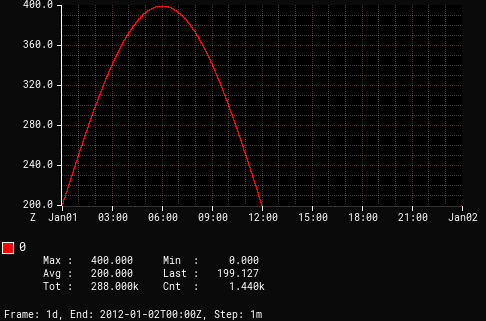 400.0
360.0
320.0
280.0
240.0
200.0
Z Jan01 03:00 06:00 09:00 12:00 15:00 18:00 21:00 Jan02
0
Max : 400.000 Min : 0.000
Avg : 200.000 Last : 199.127
Tot : 288.000k Cnt : 1.440k
Frame: 1d, End: 2012-01-02T00:00Z, Step: 1m